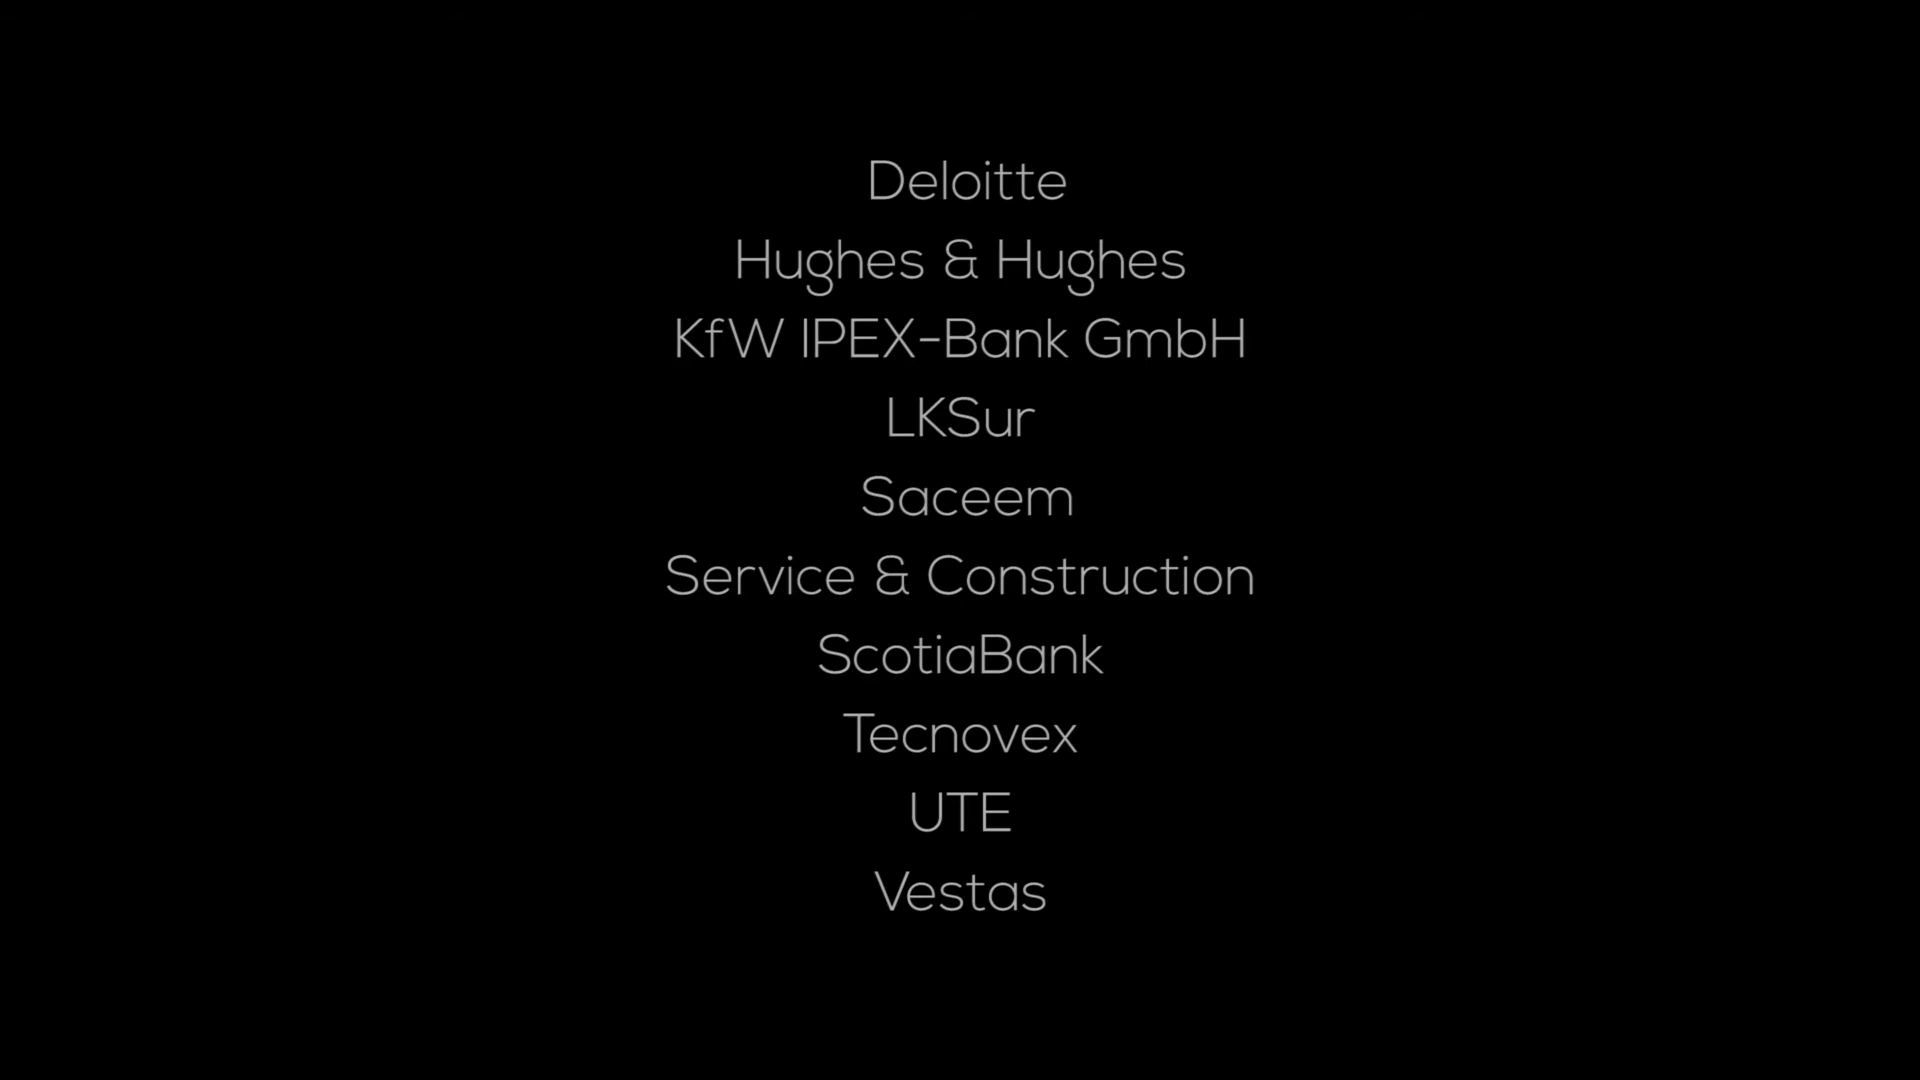 Deloitte
Hughes & Hughes
KfW IPEX-Bank GmbH
LKSur
Saceem
Service & Construction
ScotiaBank
Tecnovex
UTE
Vestas